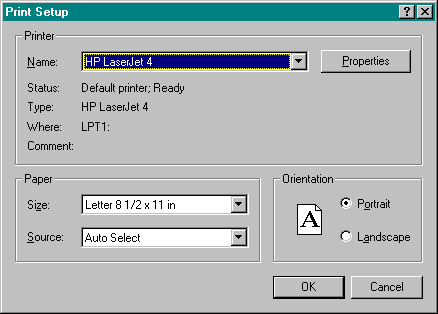 Print Setup
Printer
Name: HP LaserJet 4 Properties
Status: Default printer; Ready
Type: HP LaserJet 4
Where: LPT1:
Comment:
Paper
Size: Letter 8 1/2 x 11 in
Source: Auto Select
Orientation
A
Portrait
Landscape
OK Cancel